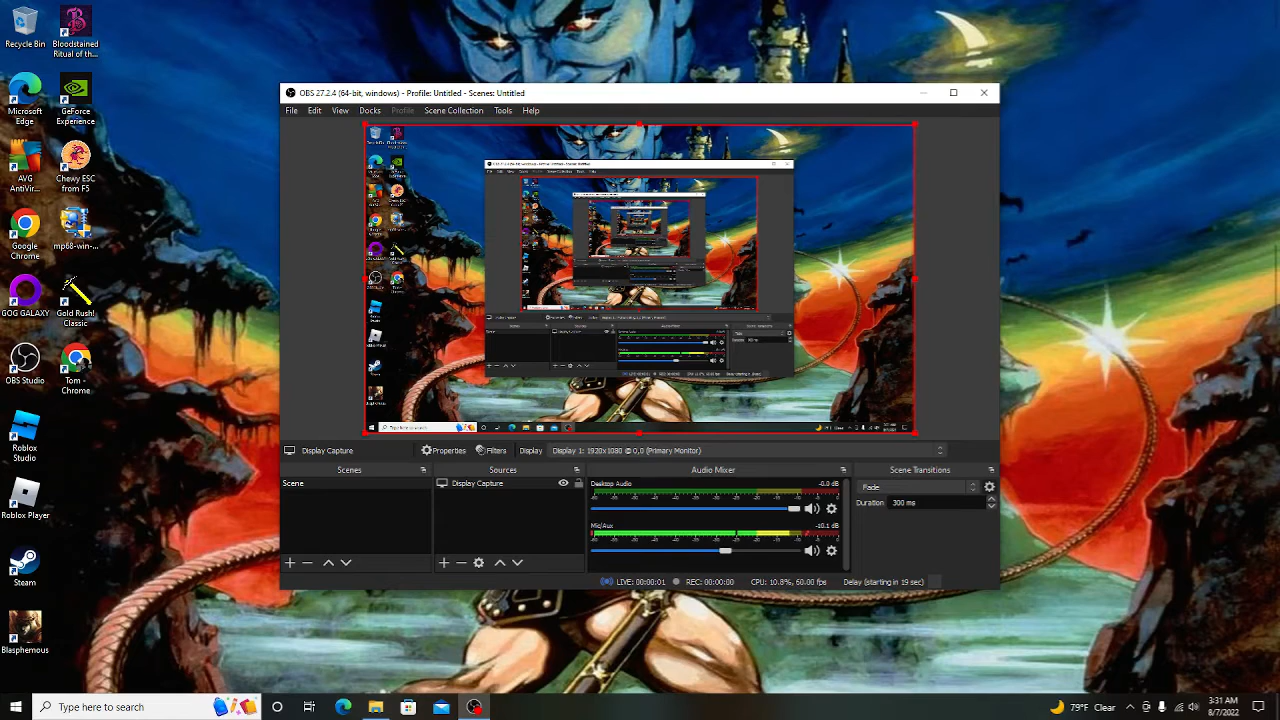 Recycle Bin
Bloodstained
Ritual of th...
Microsoft
Edge
GeForce
Experience
AVG
AntiVir...
Google
Chrome
mp68-win-...
GOG GALAXY
Gold Rush!
Classic
OBS Studio
Tom -
Chrome
Roblox
Studio
Roblox Player
Steam
Blasphemous
OBS 27.2.4 (64-bit, windows) - Profile: Untitled - Scenes: Untitled
File Edit View Docks Profile Scene Collection Tools Help
Display Capture Properties Filters Display Display 1: 1920x1080 @ 0,0 (Primary Monitor)
Scenes Sources Audio Mixer Scene Transitions
Scene
Display Capture
Desktop Audio -0.0 dB
Mic/Aux -10.1 dB
Fade
Duration 300 ms
LIVE: 00:00:01 REC: 00:00:00 CPU: 10.8%, 60.00 fps Delay (starting in 19 sec)
Type here to search
79°F Clear
3:31 AM
8/7/2022